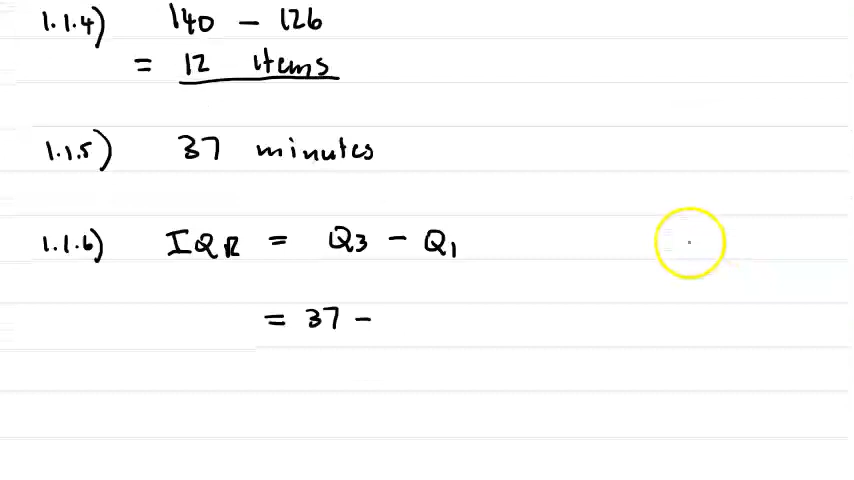 1.1.4) 140 - 126
= 12 items
1.1.5) 37 minutes
1.1.6) IQR = Q3 - Q1
= 37 -